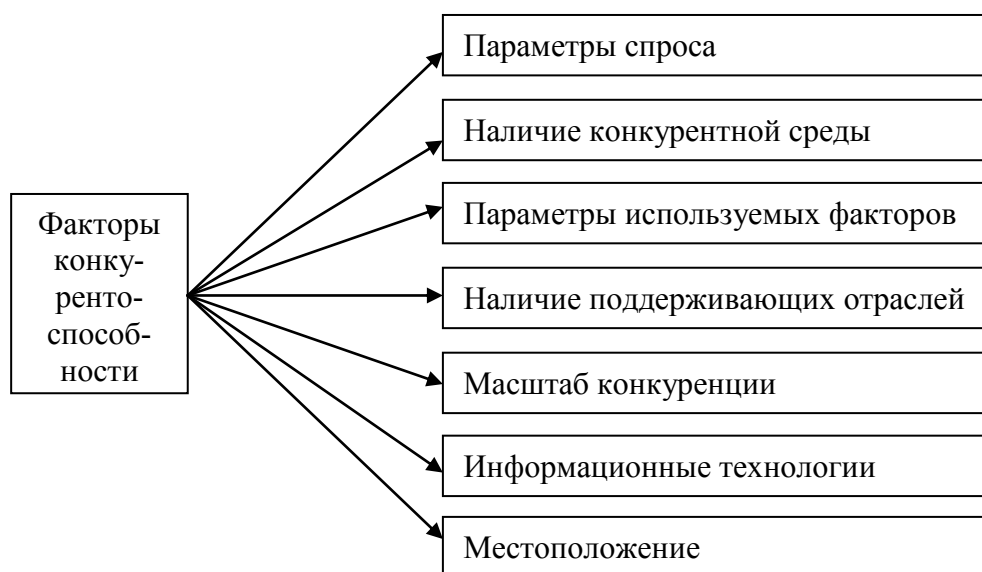 Факторы
конку-
ренто-
способ-
ности
Параметры спроса
Наличие конкурентной среды
Параметры используемых факторов
Наличие поддерживающих отраслей
Масштаб конкуренции
Информационные технологии
Местоположение